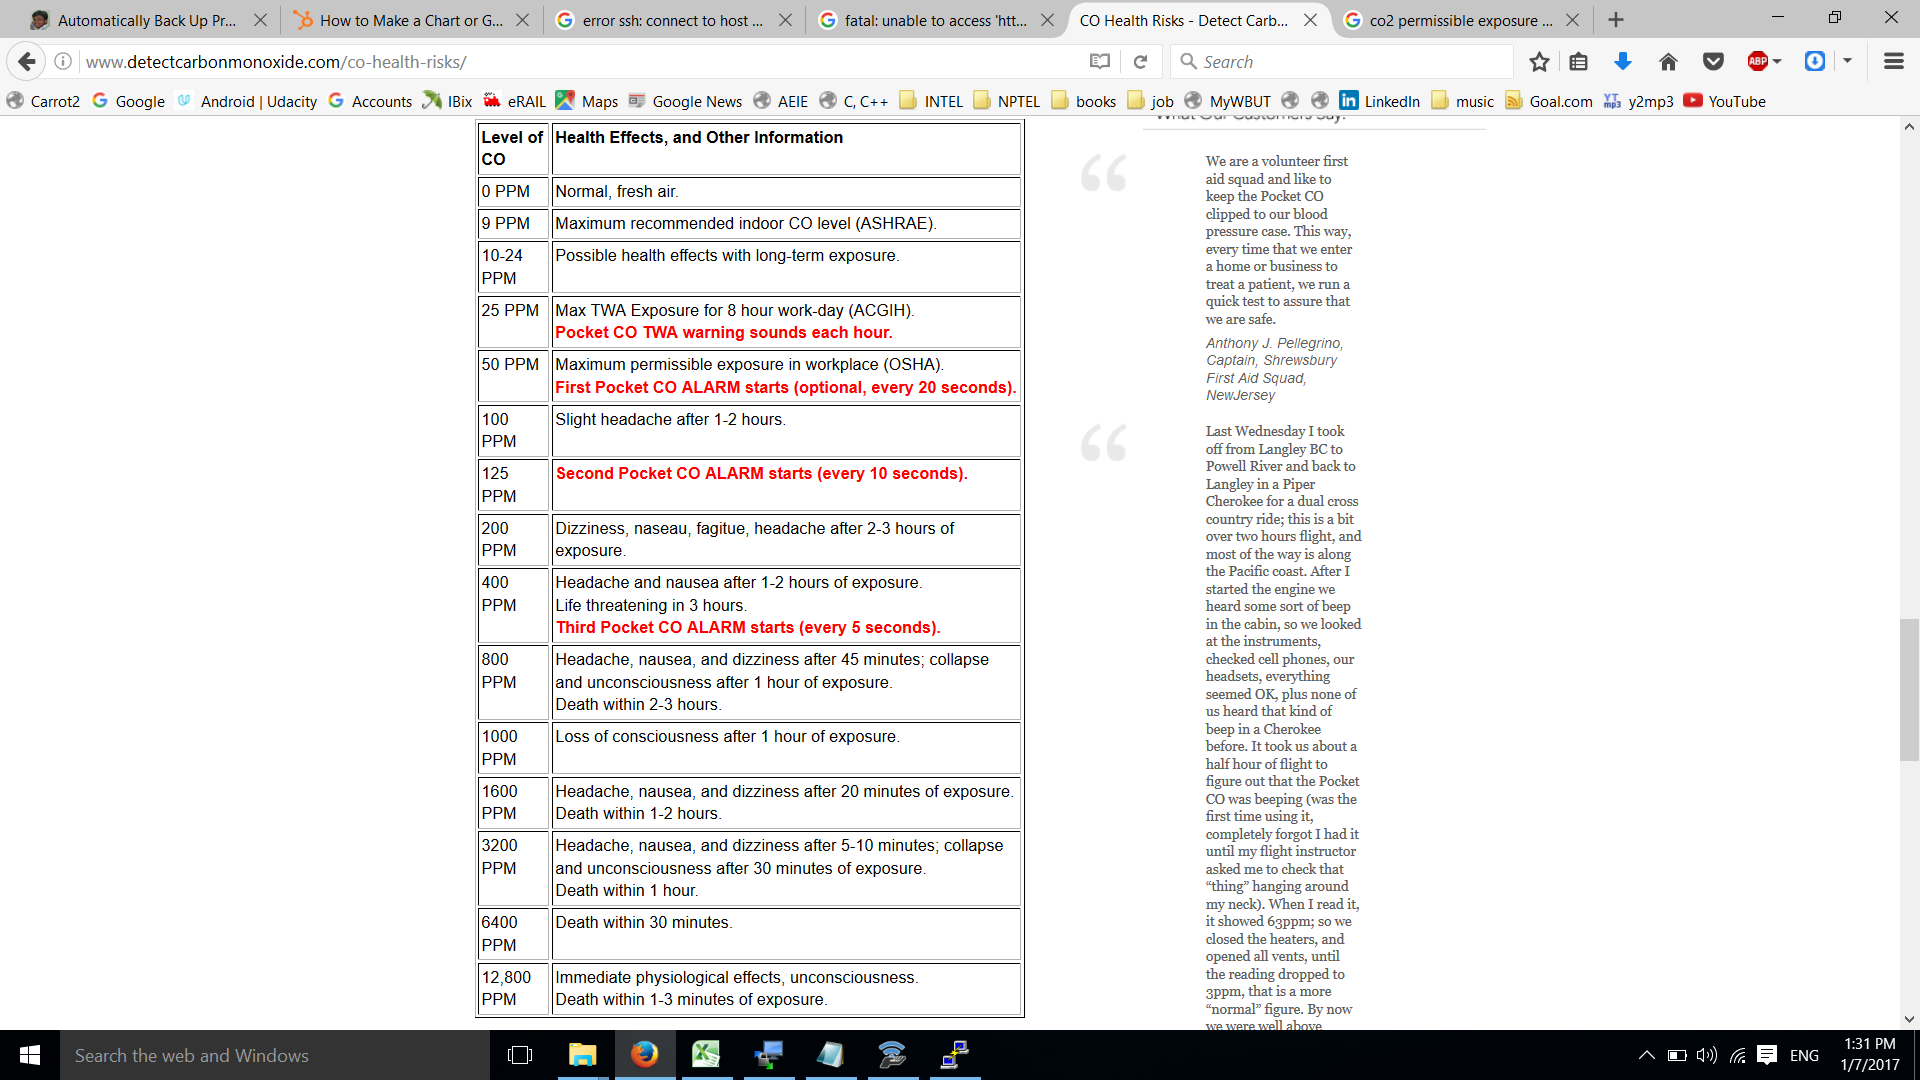 Automatically Back Up Pr...
How to Make a Chart or G...
error ssh: connect to host ...
fatal: unable to access 'htt...
CO Health Risks - Detect Carb...
co2 permissible exposure ...
www.detectcarbonmonoxide.com/co-health-risks/
Search
ABP
Carrot2
Google
Android | Udacity
Accounts
IBix
eRAIL
Maps
Google News
AEIE
C, C++
INTEL
NPTEL
books
job
MyWBUT
LinkedIn
music
Goal.com
y2mp3
YouTube
Level of CO
Health Effects, and Other Information
0 PPM
Normal, fresh air.
9 PPM
Maximum recommended indoor CO level (ASHRAE).
10-24
PPM
Possible health effects with long-term exposure.
25 PPM
Max TWA Exposure for 8 hour work-day (ACGIH).
Pocket CO TWA warning sounds each hour.
50 PPM
Maximum permissible exposure in workplace (OSHA).
First Pocket CO ALARM starts (optional, every 20 seconds).
100
PPM
Slight headache after 1-2 hours.
125
PPM
Second Pocket CO ALARM starts (every 10 seconds).
200
PPM
Dizziness, naseau, fagitue, headache after 2-3 hours of
exposure.
400
PPM
Headache and nausea after 1-2 hours of exposure.
Life threatening in 3 hours.
Third Pocket CO ALARM starts (every 5 seconds).
800
PPM
Headache, nausea, and dizziness after 45 minutes; collapse
and unconsciousness after 1 hour of exposure.
Death within 2-3 hours.
1000
PPM
Loss of consciousness after 1 hour of exposure.
1600
PPM
Headache, nausea, and dizziness after 20 minutes of exposure.
Death within 1-2 hours.
3200
PPM
Headache, nausea, and dizziness after 5-10 minutes; collapse
and unconsciousness after 30 minutes of exposure.
Death within 1 hour.
6400
PPM
Death within 30 minutes.
12,800
PPM
Immediate physiological effects, unconsciousness.
Death within 1-3 minutes of exposure.
What Our Customers Say:
We are a volunteer first
aid squad and like to
keep the Pocket CO
clipped to our blood
pressure case. This way,
every time that we enter
a home or business to
treat a patient, we run a
quick test to assure that
we are safe.
Anthony J. Pellegrino,
Captain, Shrewsbury
First Aid Squad,
NewJersey
Last Wednesday I took
off from Langley BC to
Powell River and back to
Langley in a Piper
Cherokee for a dual cross
country ride; this is a bit
over two hours flight, and
most of the way is along
the Pacific coast. After I
started the engine we
heard some sort of beep
in the cabin, so we looked
at the instruments,
checked cell phones, our
headsets, everything
seemed OK, plus none of
us heard that kind of
beep in a Cherokee
before. It took us about a
half hour of flight to
figure out that the Pocket
CO was beeping (was the
first time using it,
completely forgot I had it
until my flight instructor
asked me to check that
“thing” hanging around
my neck). When I read it,
it showed 63ppm; so we
closed the heaters, and
opened all vents, until
the reading dropped to
3ppm, that is a more
“normal” figure. By now
we were well above
Search the web and Windows
ENG
1:31 PM
1/7/2017